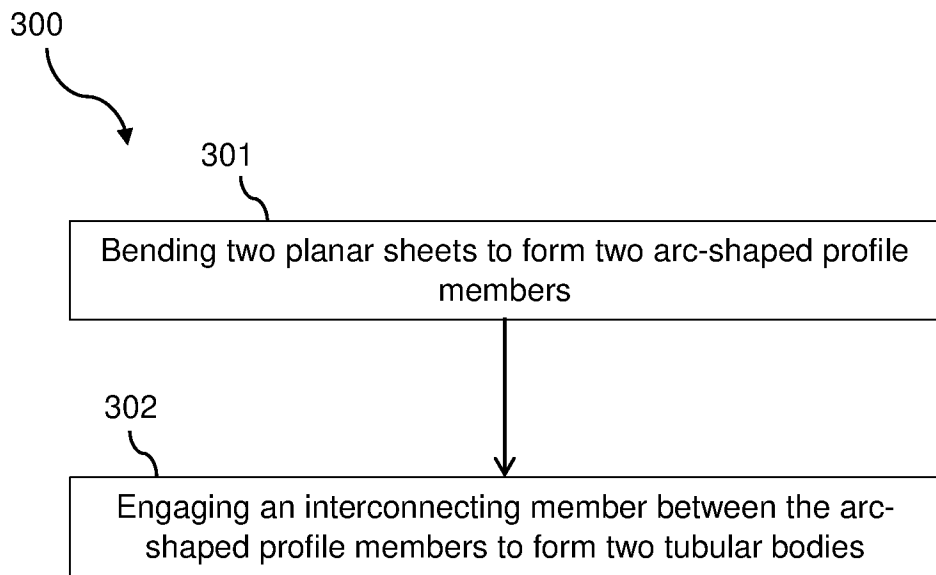 300
301
Bending two planar sheets to form two arc-shaped profile
members
302
Engaging an interconnecting member between the arc-
shaped profile members to form two tubular bodies